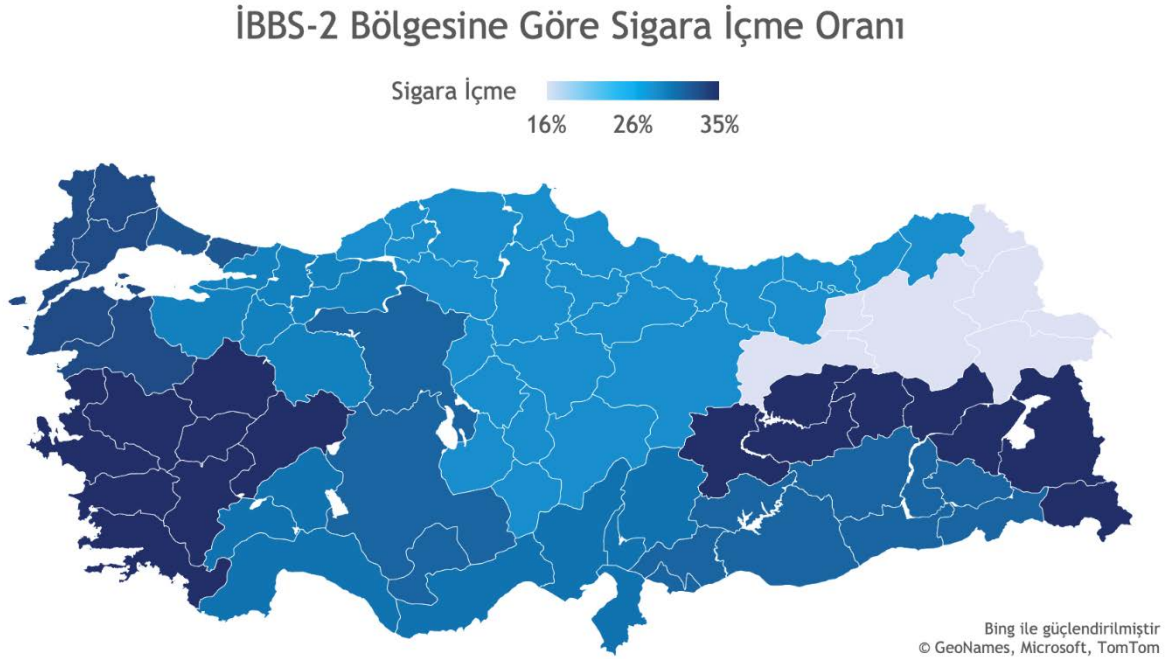 İBBS-2 Bölgesine Göre Sigara İçme Oranı
Sigara İçme
16% 26% 35%
Bing ile güçlendirilmiştir
© GeoNames, Microsoft, TomTom